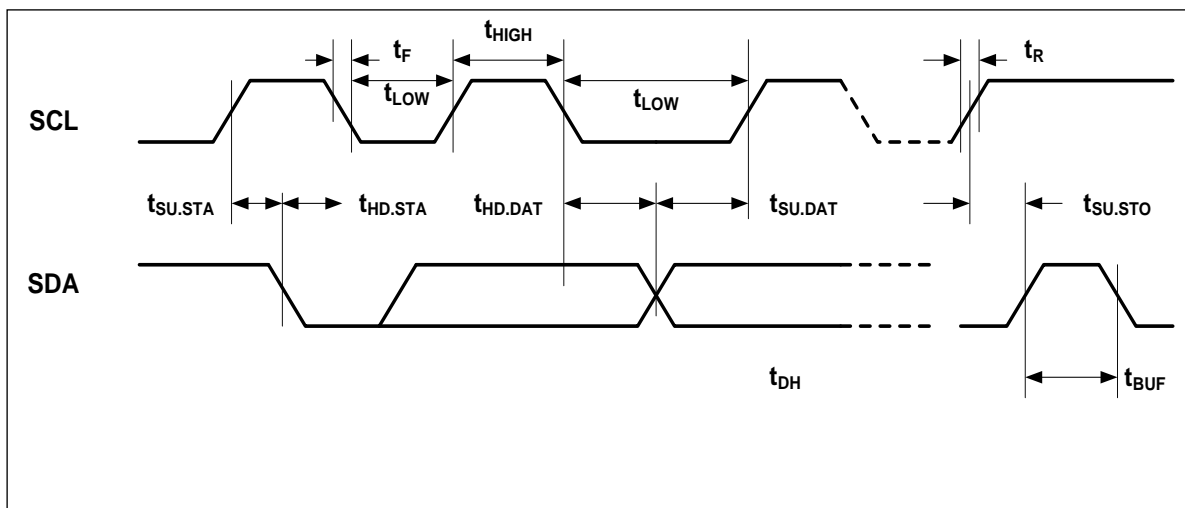 tF
tHIGH
tR
tLOW
tLOW
SCL
tSU.STA
tHD.STA
tHD.DAT
tSU.DAT
tSU.STO
SDA
tDH
tBUF